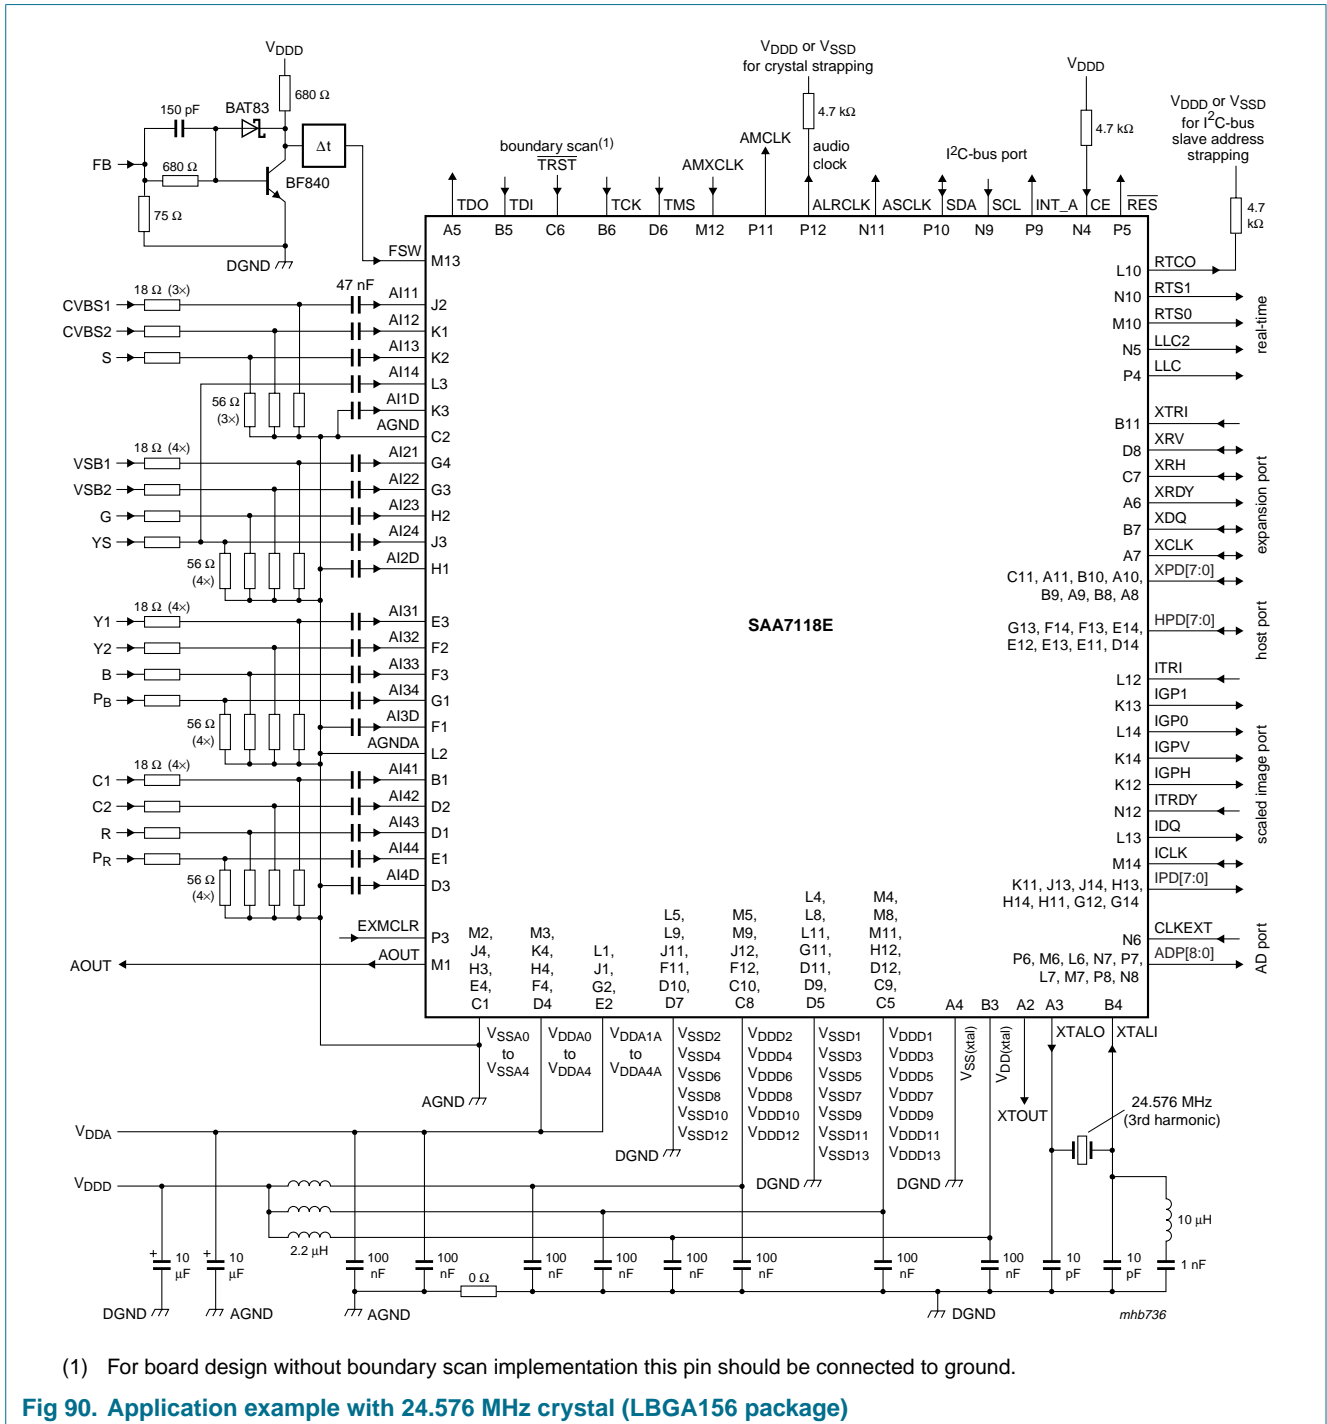 VDDD
680 Ω
150 pF
BAT83
FB
Δt
680 Ω
BF840
75 Ω
DGND
VDDD or VSSD
for crystal strapping
4.7 kΩ
AMCLK
audio
clock
boundary scan(1)
TRST
AMXCLK
I2C-bus port
VDDD
4.7 kΩ
VDDD or VSSD
for I2C-bus
slave address
strapping
4.7
kΩ
TDO TDI TCK TMS ALRCLK ASCLK SDA SCL INT_A CE RES
A5 B5 C6 B6 D6 M12 P11 P12 N11 P10 N9 P9 N4 P5
FSW M13
CVBS1 18 Ω (3×) 47 nF AI11 J2
CVBS2 AI12 K1
S AI13 K2
AI14 L3
56 Ω
(3×)
AI1D K3
AGND C2
VSB1 18 Ω (4×) AI21 G4
VSB2 AI22 G3
G AI23 H2
YS AI24 J3
56 Ω
(4×)
AI2D H1
Y1 18 Ω (4×) AI31 E3
Y2 AI32 F2
B AI33 F3
PB AI34 G1
56 Ω
(4×)
AI3D F1
AGNDA L2
C1 18 Ω (4×) AI41 B1
C2 AI42 D2
R AI43 D1
PR AI44 E1
56 Ω
(4×)
AI4D D3
EXMCLR P3
AOUT AOUT M1
SAA7118E
L10 RTCO
N10 RTS1
M10 RTS0
N5 LLC2
P4 LLC
real-time
B11 XTRI
D8 XRV
C7 XRH
A6 XRDY
B7 XDQ
A7 XCLK
C11, A11, B10, A10, XPD[7:0]
B9, A9, B8, A8
expansion port
G13, F14, F13, E14, HPD[7:0]
E12, E13, E11, D14
host port
L12 ITRI
K13 IGP1
L14 IGP0
K14 IGPV
K12 IGPH
N12 ITRDY
L13 IDQ
M14 ICLK
K11, J13, J14, H13, IPD[7:0]
H14, H11, G12, G14
scaled image port
N6 CLKEXT
P6, M6, L6, N7, P7, ADP[8:0]
L7, M7, P8, N8
AD port
M2,
J4,
H3,
E4,
C1
M3,
K4,
H4,
F4,
D4
L1,
J1,
G2,
E2
L5,
L9,
J11,
F11,
D10,
D7
M5,
M9,
J12,
F12,
C10,
C8
L4,
L8,
L11,
G11,
D11,
D9,
D5
M4,
M8,
M11,
H12,
D12,
C9,
C5
A4 B3 A2 A3 B4
VSSA0
to
VSSA4
VDDA0
to
VDDA4
VDDA1A
to
VDDA4A
VSSD2
VSSD4
VSSD6
VSSD8
VSSD10
VSSD12
VDDD2
VDDD4
VDDD6
VDDD8
VDDD10
VDDD12
VSSD1
VSSD3
VSSD5
VSSD7
VSSD9
VSSD11
VSSD13
VDDD1
VDDD3
VDDD5
VDDD7
VDDD9
VDDD11
VDDD13
VSS(xtal)
VDD(xtal)
XTOUT
XTALO XTALI
24.576 MHz
(3rd harmonic)
AGND
DGND
DGND
DGND
VDDA
VDDD
2.2 μH
10 μH
+ 10
μF
+ 10
μF
100
nF
100
nF
0 Ω
100
nF
100
nF
100
nF
100
nF
100
nF
100
nF
10
pF
10
pF
1 nF
DGND AGND AGND DGND
mhb736
(1) For board design without boundary scan implementation this pin should be connected to ground.
Fig 90. Application example with 24.576 MHz crystal (LBGA156 package)